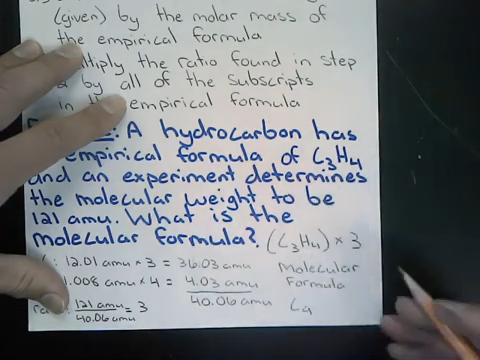 (given) by the molar mass of
the empirical formula
the ratio found in step
by all of the subscripts
in the empirical formula
A hydrocarbon has
empirical formula of C₃H₄
and an experiment determines
the molecular weight to be
121 amu. What is the
molecular formula? (C₃H₄) × 3
: 12.01 amu × 3 = 36.03 amu Molecular
1.008 amu × 4 = 4.03 amu Formula
40.06 amu C₉
121 amu / 40.06 amu = 3